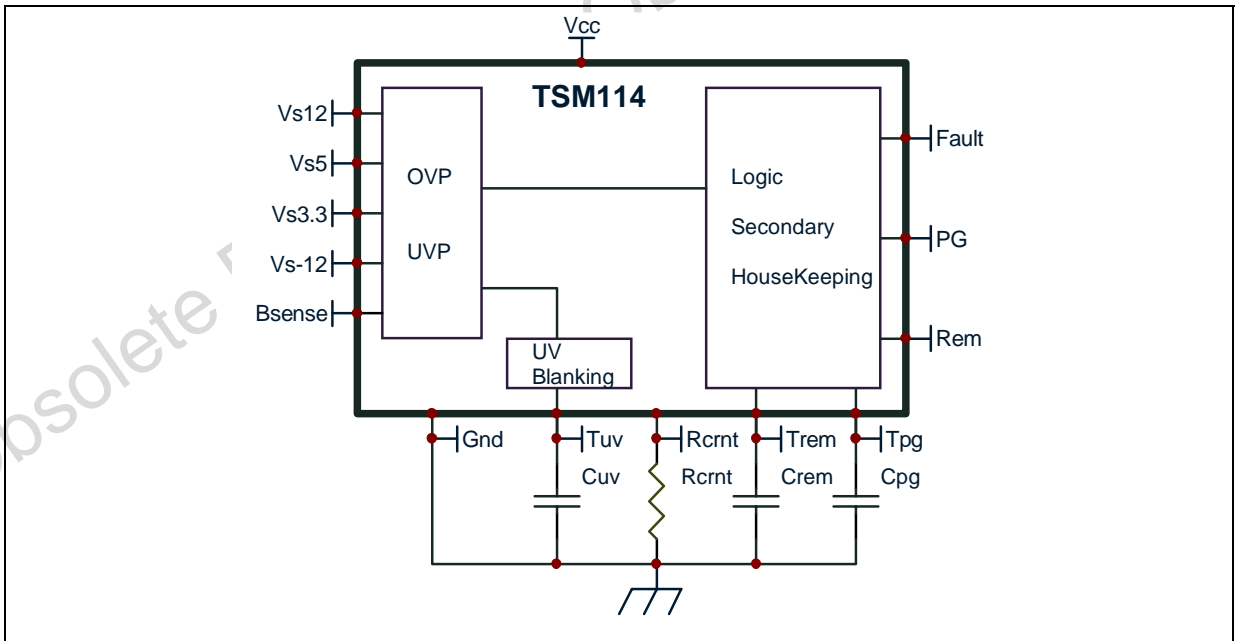 Vcc
TSM114
Vs12
Vs5
Vs3.3
Vs-12
Bsense
OVP
UVP
UV
Blanking
Logic
Secondary
HouseKeeping
Fault
PG
Rem
Gnd
Tuv
Rcrnt
Trem
Tpg
Cuv
Rcrnt
Crem
Cpg